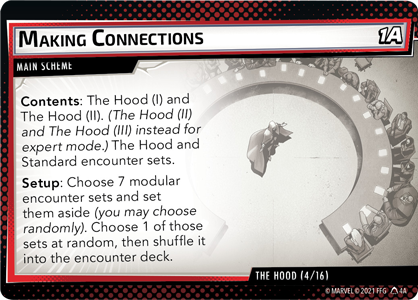 MAKING CONNECTIONS
1A
MAIN SCHEME
Contents: The Hood (I) and
The Hood (II). (The Hood (II)
and The Hood (III) instead for
expert mode.) The Hood and
Standard encounter sets.
Setup: Choose 7 modular
encounter sets and set
them aside (you may choose
randomly). Choose 1 of those
sets at random, then shuffle it
into the encounter deck.
THE HOOD (4/16)
© MARVEL © 2021 FFG 4A